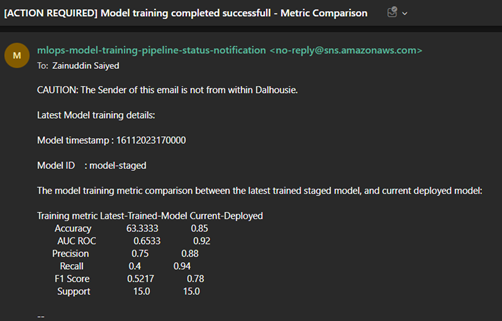 [ACTION REQUIRED] Model training completed successfull - Metric Comparison
M
mlops-model-training-pipeline-status-notification <no-reply@sns.amazonaws.com>
To: Zainuddin Saiyed
CAUTION: The Sender of this email is not from within Dalhousie.
Latest Model training details:
Model timestamp : 16112023170000
Model ID : model-staged
The model training metric comparison between the latest trained staged model, and current deployed model:
Training metric Latest-Trained-Model Current-Deployed
Accuracy 63.3333 0.85
AUC ROC 0.6533 0.92
Precision 0.75 0.88
Recall 0.4 0.94
F1 Score 0.5217 0.78
Support 15.0 15.0
--